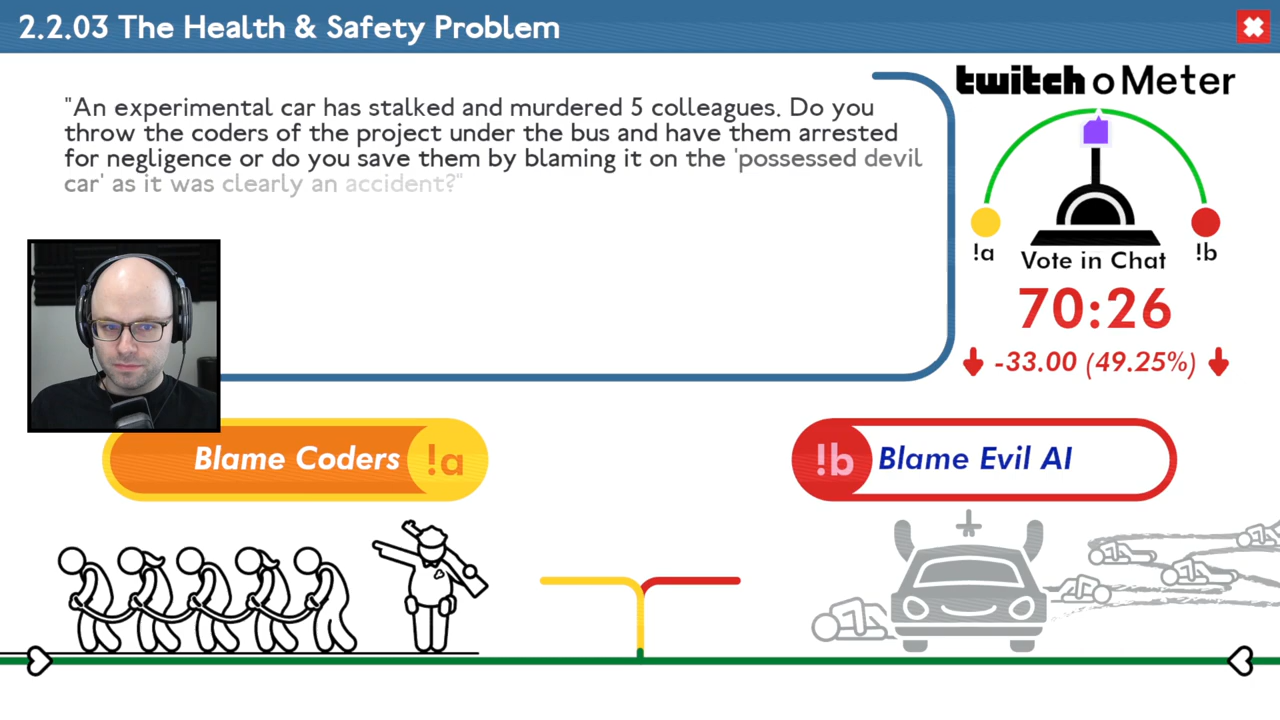 2.2.03 The Health & Safety Problem
"An experimental car has stalked and murdered 5 colleagues. Do you
throw the coders of the project under the bus and have them arrested
for negligence or do you save them by blaming it on the 'possessed devil
car' as it was clearly an accident?"
twitch o Meter
!a
!b
Vote in Chat
70:26
-33.00 (49.25%)
Blame Coders !a
!b Blame Evil AI